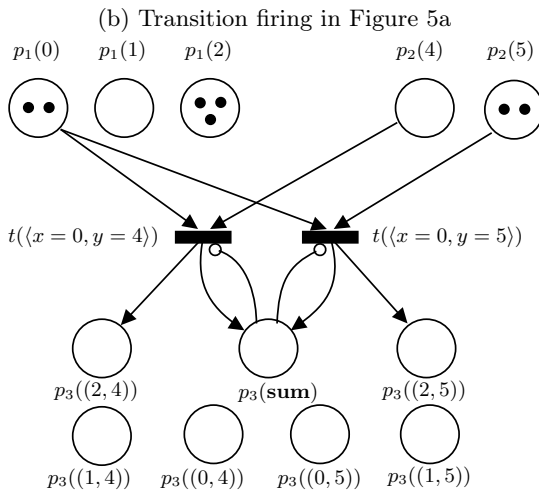 (b) Transition firing in Figure 5a
p₁(0) p₁(1) p₁(2) p₂(4) p₂(5)
t(⟨x = 0, y = 4⟩) t(⟨x = 0, y = 5⟩)
p₃((2, 4)) p₃(sum) p₃((2, 5))
p₃((1, 4)) p₃((0, 4)) p₃((0, 5)) p₃((1, 5))